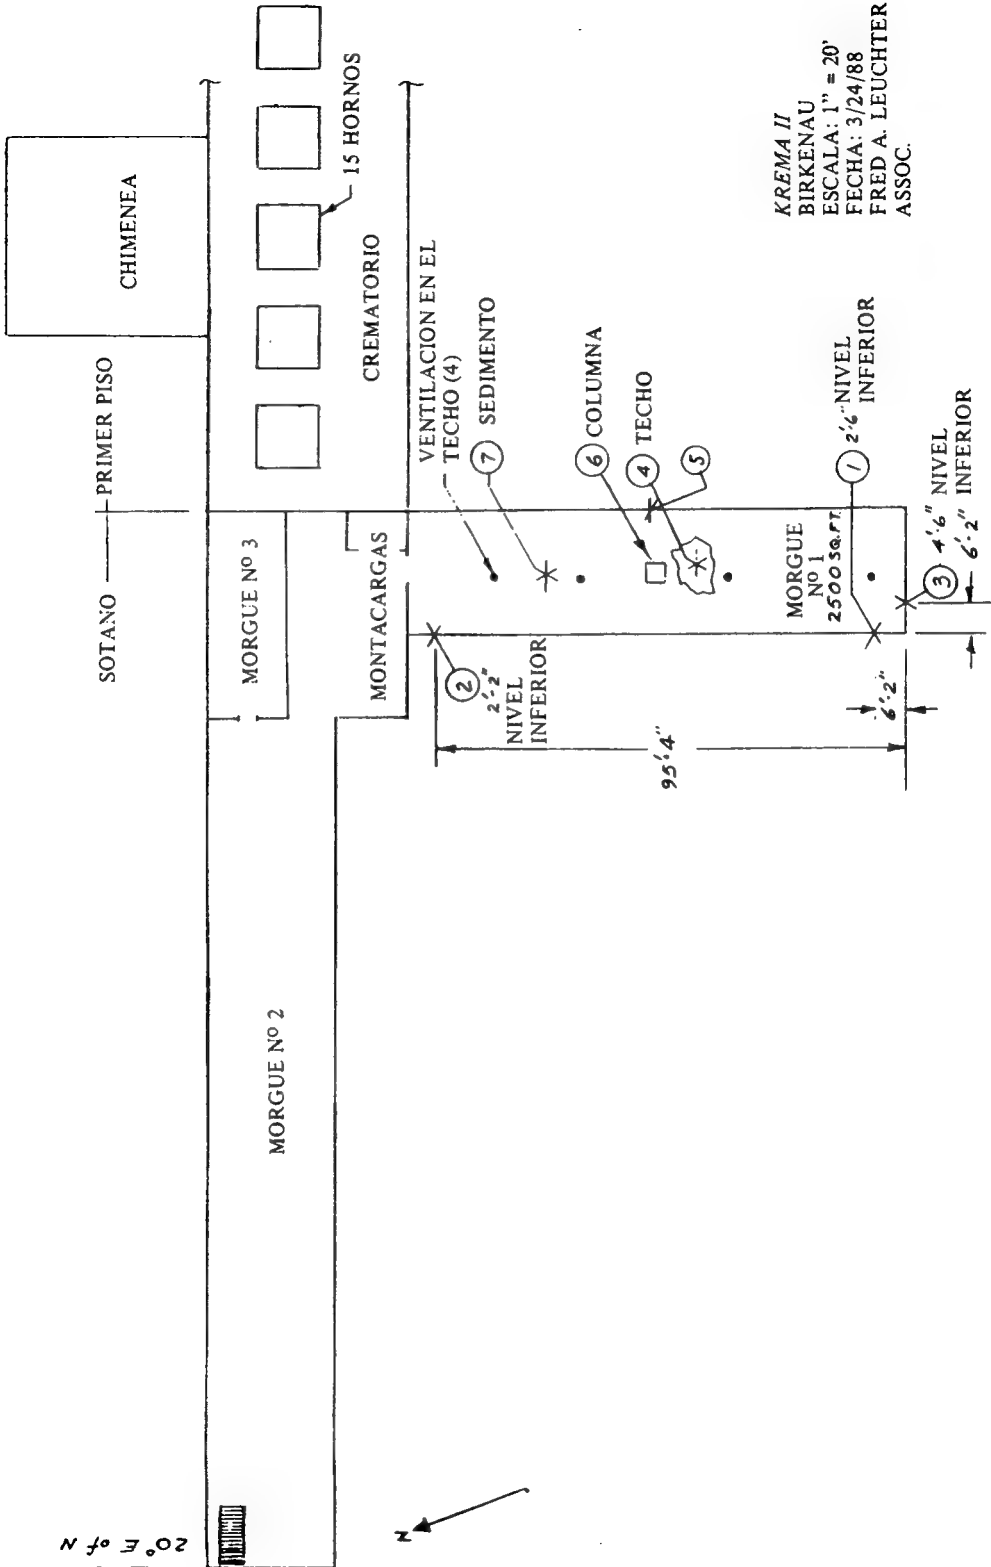 20° E of N
N
SOTANO
PRIMER PISO
CHIMENEA
15 HORNOS
MORGUE Nº 2
MORGUE Nº 3
MONTACARGAS
CREMATORIO
VENTILACION EN EL
TECHO (4)
7 SEDIMENTO
6 COLUMNA
4 TECHO
5
2
2'-2"
NIVEL
INFERIOR
MORGUE
Nº 1
2500 SQ.FT.
1 2'6" NIVEL
INFERIOR
3 4'-6" NIVEL
INFERIOR
6'-2"
6'-2"
95'4"
KREMA II
BIRKENAU
ESCALA: 1" = 20'
FECHA: 3/24/88
FRED A. LEUCHTER
ASSOC.